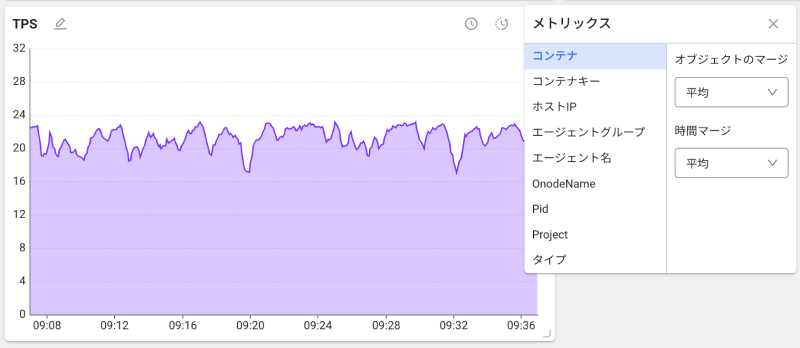 TPS
32
28
24
20
16
12
8
4
0
09:08
09:12
09:16
09:20
09:24
09:28
09:32
09:36
メトリックス
コンテナ
コンテナキー
ホストIP
エージェントグループ
エージェント名
OnodeName
Pid
Project
タイプ
オブジェクトのマージ
平均
時間マージ
平均